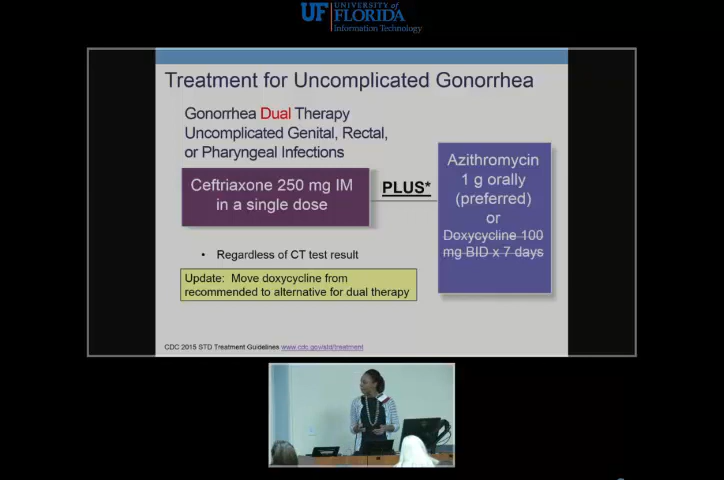 UF UNIVERSITY of
FLORIDA
Information Technology
Treatment for Uncomplicated Gonorrhea
Gonorrhea Dual Therapy
Uncomplicated Genital, Rectal,
or Pharyngeal Infections
Ceftriaxone 250 mg IM
in a single dose
PLUS*
Azithromycin
1 g orally
(preferred)
or
Doxycycline 100
mg BID x 7 days
• Regardless of CT test result
Update: Move doxycycline from
recommended to alternative for dual therapy
CDC 2015 STD Treatment Guidelines www.cdc.gov/std/treatment